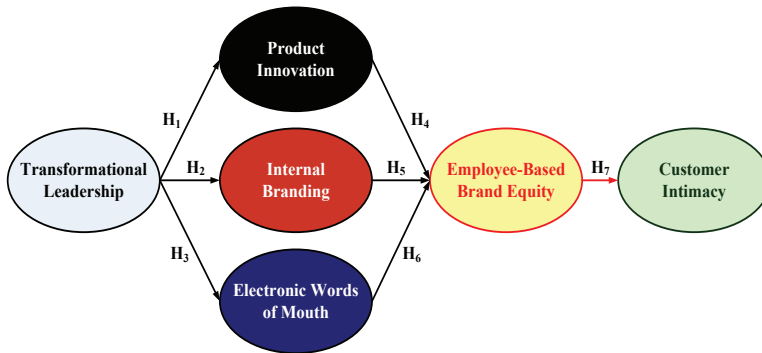 Product
Innovation
H₁
H₄
Transformational
Leadership
H₂
Internal
Branding
H₅
Employee-Based
Brand Equity
H₇
Customer
Intimacy
H₃
H₆
Electronic Words
of Mouth